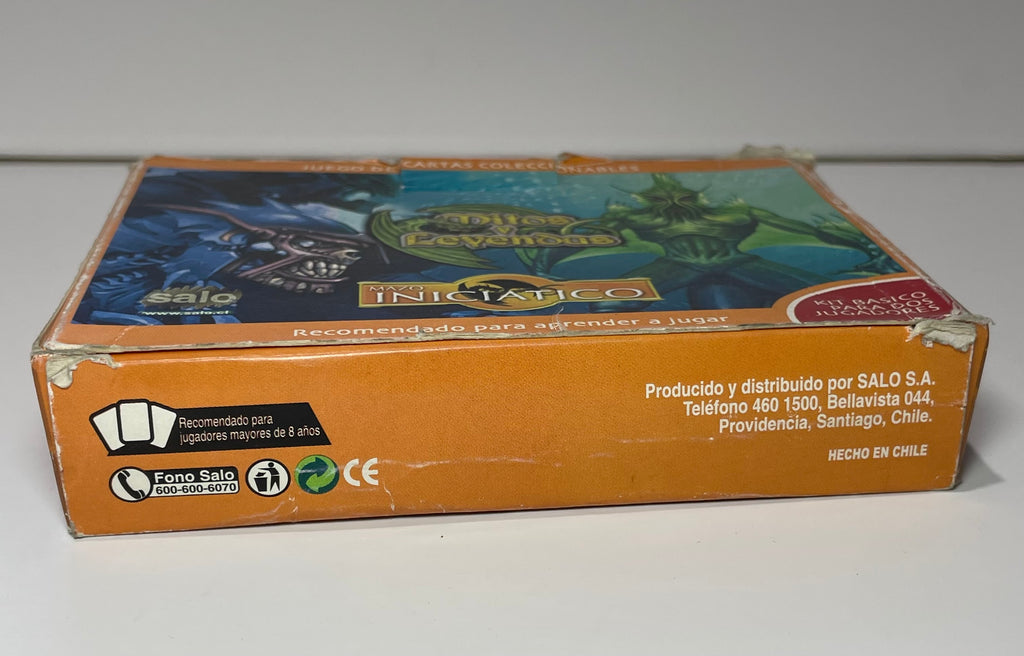 JUEGO DE CARTAS COLECCIONABLES
Mitos
y
Leyendas
MAZO
INICIÁTICO
salo
www.salo.cl
KIT BASICO
PARA DOS
JUGADORES
Recomendado para aprender a jugar
Recomendado para
jugadores mayores de 8 años
Fono Salo
600-600-6070
CE
Producido y distribuido por SALO S.A.
Teléfono 460 1500, Bellavista 044,
Providencia, Santiago, Chile.
HECHO EN CHILE